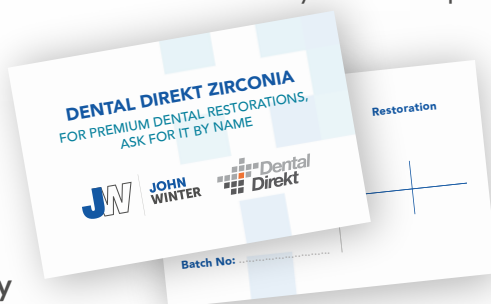 DENTAL DIREKT ZIRCONIA
FOR PREMIUM DENTAL RESTORATIONS,
ASK FOR IT BY NAME
JW JOHN
WINTER
Dental
Direkt
Restoration
Batch No: ........................
y